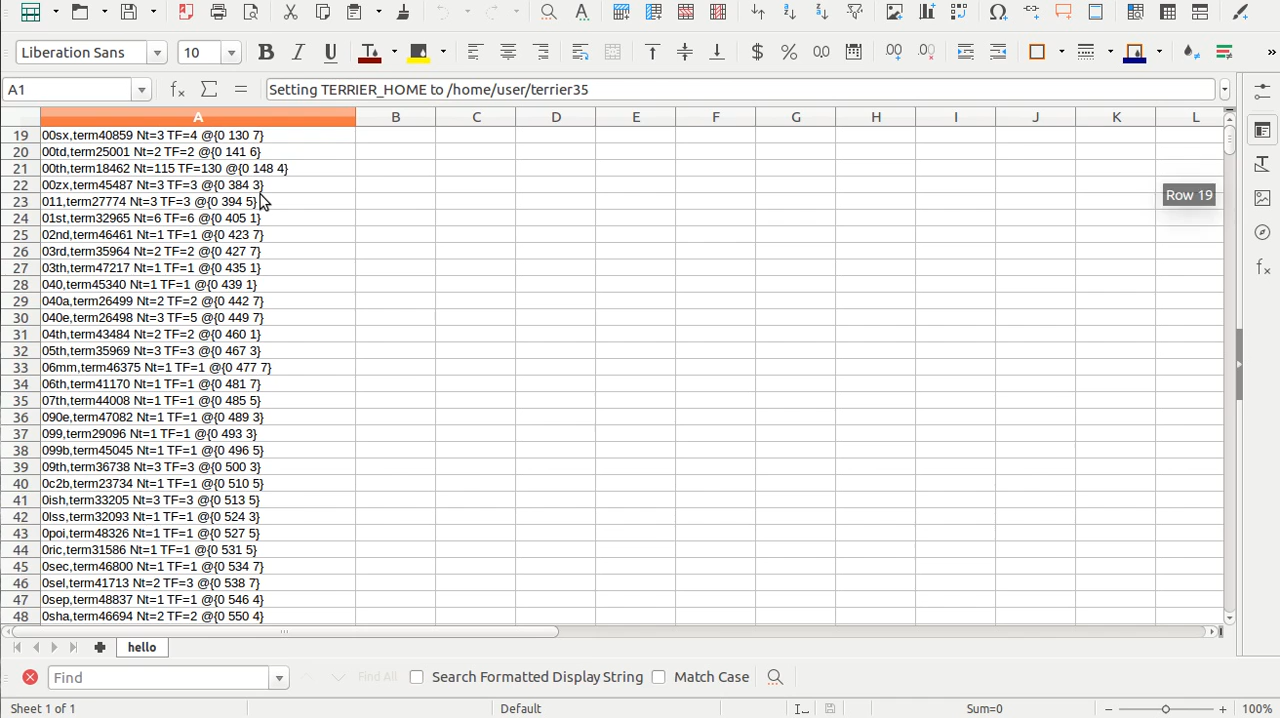 Liberation Sans 10
A1 Setting TERRIER_HOME to /home/user/terrier35
A B C D E F G H I J K L
19 00sx,term40859 Nt=3 TF=4 @{0 130 7}
20 00td,term25001 Nt=2 TF=2 @{0 141 6}
21 00th,term18462 Nt=115 TF=130 @{0 148 4}
22 00zx,term45487 Nt=3 TF=3 @{0 384 3}
23 011,term27774 Nt=3 TF=3 @{0 394 5}
Row 19
24 01st,term32965 Nt=6 TF=6 @{0 405 1}
25 02nd,term46461 Nt=1 TF=1 @{0 423 7}
26 03rd,term35964 Nt=2 TF=2 @{0 427 7}
27 03th,term47217 Nt=1 TF=1 @{0 435 1}
28 040,term45340 Nt=1 TF=1 @{0 439 1}
29 040a,term26499 Nt=2 TF=2 @{0 442 7}
30 040e,term26498 Nt=3 TF=5 @{0 449 7}
31 04th,term43484 Nt=2 TF=2 @{0 460 1}
32 05th,term35969 Nt=3 TF=3 @{0 467 3}
33 06mm,term46375 Nt=1 TF=1 @{0 477 7}
34 06th,term41170 Nt=1 TF=1 @{0 481 7}
35 07th,term44008 Nt=1 TF=1 @{0 485 5}
36 090e,term47082 Nt=1 TF=1 @{0 489 3}
37 099,term29096 Nt=1 TF=1 @{0 493 3}
38 099b,term45045 Nt=1 TF=1 @{0 496 5}
39 09th,term36738 Nt=3 TF=3 @{0 500 3}
40 0c2b,term23734 Nt=1 TF=1 @{0 510 5}
41 0ish,term33205 Nt=3 TF=3 @{0 513 5}
42 0lss,term32093 Nt=1 TF=1 @{0 524 3}
43 0poi,term48326 Nt=1 TF=1 @{0 527 5}
44 0ric,term31586 Nt=1 TF=1 @{0 531 5}
45 0sec,term46800 Nt=1 TF=1 @{0 534 7}
46 0sel,term41713 Nt=2 TF=3 @{0 538 7}
47 0sep,term48837 Nt=1 TF=1 @{0 546 4}
48 0sha,term46694 Nt=2 TF=2 @{0 550 4}
hello
Find Find All Search Formatted Display String Match Case
Sheet 1 of 1 Default Sum=0 100%